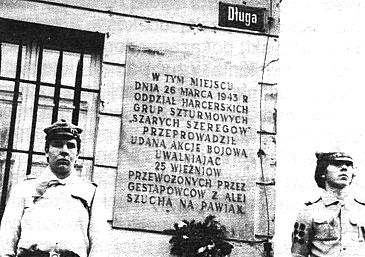 Długa
W TYM MIEJSCU
DNIA 26 MARCA 1943 R
ODDZIAŁ HARCERSKICH
GRUP SZTURMOWYCH
"SZARYCH SZEREGÓW"
PRZEPROWADZIŁ
UDANĄ AKCJĘ BOJOWĄ
UWALNIAJĄC
25 WIĘŹNIÓW
PRZEWOŻONYCH PRZEZ
GESTAPOWCÓW Z ALEI
SZUCHA NA PAWIAK.